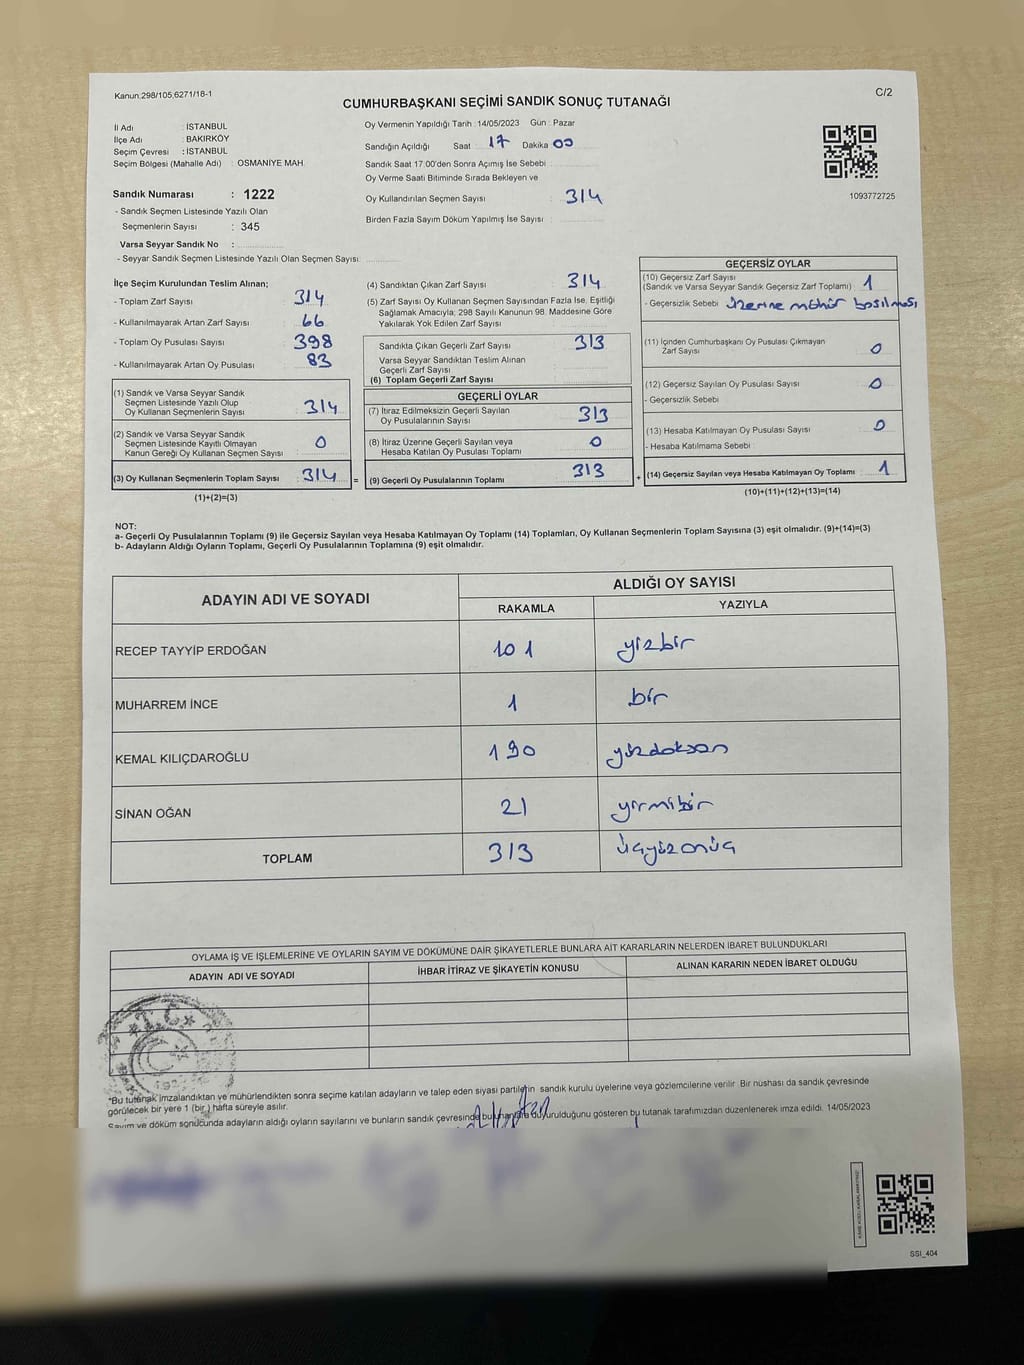 Kanun:298/105,6271/18-1
C/2
CUMHURBAŞKANI SEÇİMİ SANDIK SONUÇ TUTANAĞI
İl Adı : İSTANBUL
İlçe Adı : BAKIRKÖY
Seçim Çevresi : İSTANBUL
Seçim Bölgesi (Mahalle Adı) : OSMANİYE MAH.
Sandık Numarası : 1222
- Sandık Seçmen Listesinde Yazılı Olan
Seçmenlerin Sayısı : 345
Varsa Seyyar Sandık No :
- Seyyar Sandık Seçmen Listesinde Yazılı Olan Seçmen Sayısı:
Oy Vermenin Yapıldığı Tarih :14/05/2023 Gün : Pazar
Sandığın Açıldığı Saat : 17 Dakika 00
Sandık Saat 17:00'den Sonra Açılmış İse Sebebi :
Oy Verme Saati Bitiminde Sırada Bekleyen ve
Oy Kullandırılan Seçmen Sayısı : 314
Birden Fazla Sayım Döküm Yapılmış İse Sayısı :
1093772725
İlçe Seçim Kurulundan Teslim Alınan;
- Toplam Zarf Sayısı : 314
- Kullanılmayarak Artan Zarf Sayısı : 66
- Toplam Oy Pusulası Sayısı : 398
- Kullanılmayarak Artan Oy Pusulası : 83
(1) Sandık ve Varsa Seyyar Sandık
Seçmen Listesinde Yazılı Olup
Oy Kullanan Seçmenlerin Sayısı : 314
(2) Sandık ve Varsa Seyyar Sandık
Seçmen Listesinde Kayıtlı Olmayan
Kanun Gereği Oy Kullanan Seçmen Sayısı : 0
(3) Oy Kullanan Seçmenlerin Toplam Sayısı : 314 =
(1)+(2)=(3)
(4) Sandıktan Çıkan Zarf Sayısı : 314
(5) Zarf Sayısı Oy Kullanan Seçmen Sayısından Fazla İse, Eşitliği
Sağlamak Amacıyla; 298 Sayılı Kanunun 98. Maddesine Göre
Yakılarak Yok Edilen Zarf Sayısı :
Sandıkta Çıkan Geçerli Zarf Sayısı : 313
Varsa Seyyar Sandıktan Teslim Alınan
Geçerli Zarf Sayısı :
(6) Toplam Geçerli Zarf Sayısı :
GEÇERLİ OYLAR
(7) İtiraz Edilmeksizin Geçerli Sayılan
Oy Pusulalarının Sayısı : 313
(8) İtiraz Üzerine Geçerli Sayılan veya
Hesaba Katılan Oy Pusulası Toplamı : 0
(9) Geçerli Oy Pusulalarının Toplamı : 313 +
GEÇERSİZ OYLAR
(10) Geçersiz Zarf Sayısı
(Sandık ve Varsa Seyyar Sandık Geçersiz Zarf Toplamı) : 1
- Geçersizlik Sebebi : üzerine mühür basılması
(11) İçinden Cumhurbaşkanı Oy Pusulası Çıkmayan
Zarf Sayısı : 0
(12) Geçersiz Sayılan Oy Pusulası Sayısı : 0
- Geçersizlik Sebebi
(13) Hesaba Katılmayan Oy Pusulası Sayısı : 0
- Hesaba Katılmama Sebebi :
(14) Geçersiz Sayılan veya Hesaba Katılmayan Oy Toplamı : 1
(10)+(11)+(12)+(13)=(14)
NOT:
a- Geçerli Oy Pusulalarının Toplamı (9) ile Geçersiz Sayılan veya Hesaba Katılmayan Oy Toplamı (14) Toplamları, Oy Kullanan Seçmenlerin Toplam Sayısına (3) eşit olmalıdır. (9)+(14)=(3)
b- Adayların Aldığı Oyların Toplamı, Geçerli Oy Pusulalarının Toplamına (9) eşit olmalıdır.
ADAYIN ADI VE SOYADI
ALDIĞI OY SAYISI
RAKAMLA YAZIYLA
RECEP TAYYİP ERDOĞAN 101 yüzbir
MUHARREM İNCE 1 bir
KEMAL KILIÇDAROĞLU 190 yüzdoksan
SİNAN OĞAN 21 yirmibir
TOPLAM 313 üçyüzonüç
OYLAMA İŞ VE İŞLEMLERİNE VE OYLARIN SAYIM VE DÖKÜMÜNE DAİR ŞİKAYETLERLE BUNLARA AİT KARARLARIN NELERDEN İBARET BULUNDUKLARI
ADAYIN ADI VE SOYADI İHBAR İTİRAZ VE ŞİKAYETİN KONUSU ALINAN KARARIN NEDEN İBARET OLDUĞU
T.C.
*Bu tutanak imzalandıktan ve mühürlendikten sonra seçime katılan adayların ve talep eden siyasi partilerin sandık kurulu üyelerine veya gözlemcilerine verilir. Bir nüshası da sandık çevresinde
görülecek bir yere 1 (bir) hafta süreyle asılır.
Sayım ve döküm sonucunda adayların aldığı oyların sayılarını ve bunların sandık çevresinde duyurulduğunu gösteren bu tutanak tarafımızdan düzenlenerek imza edildi. 14/05/2023
SSI_404